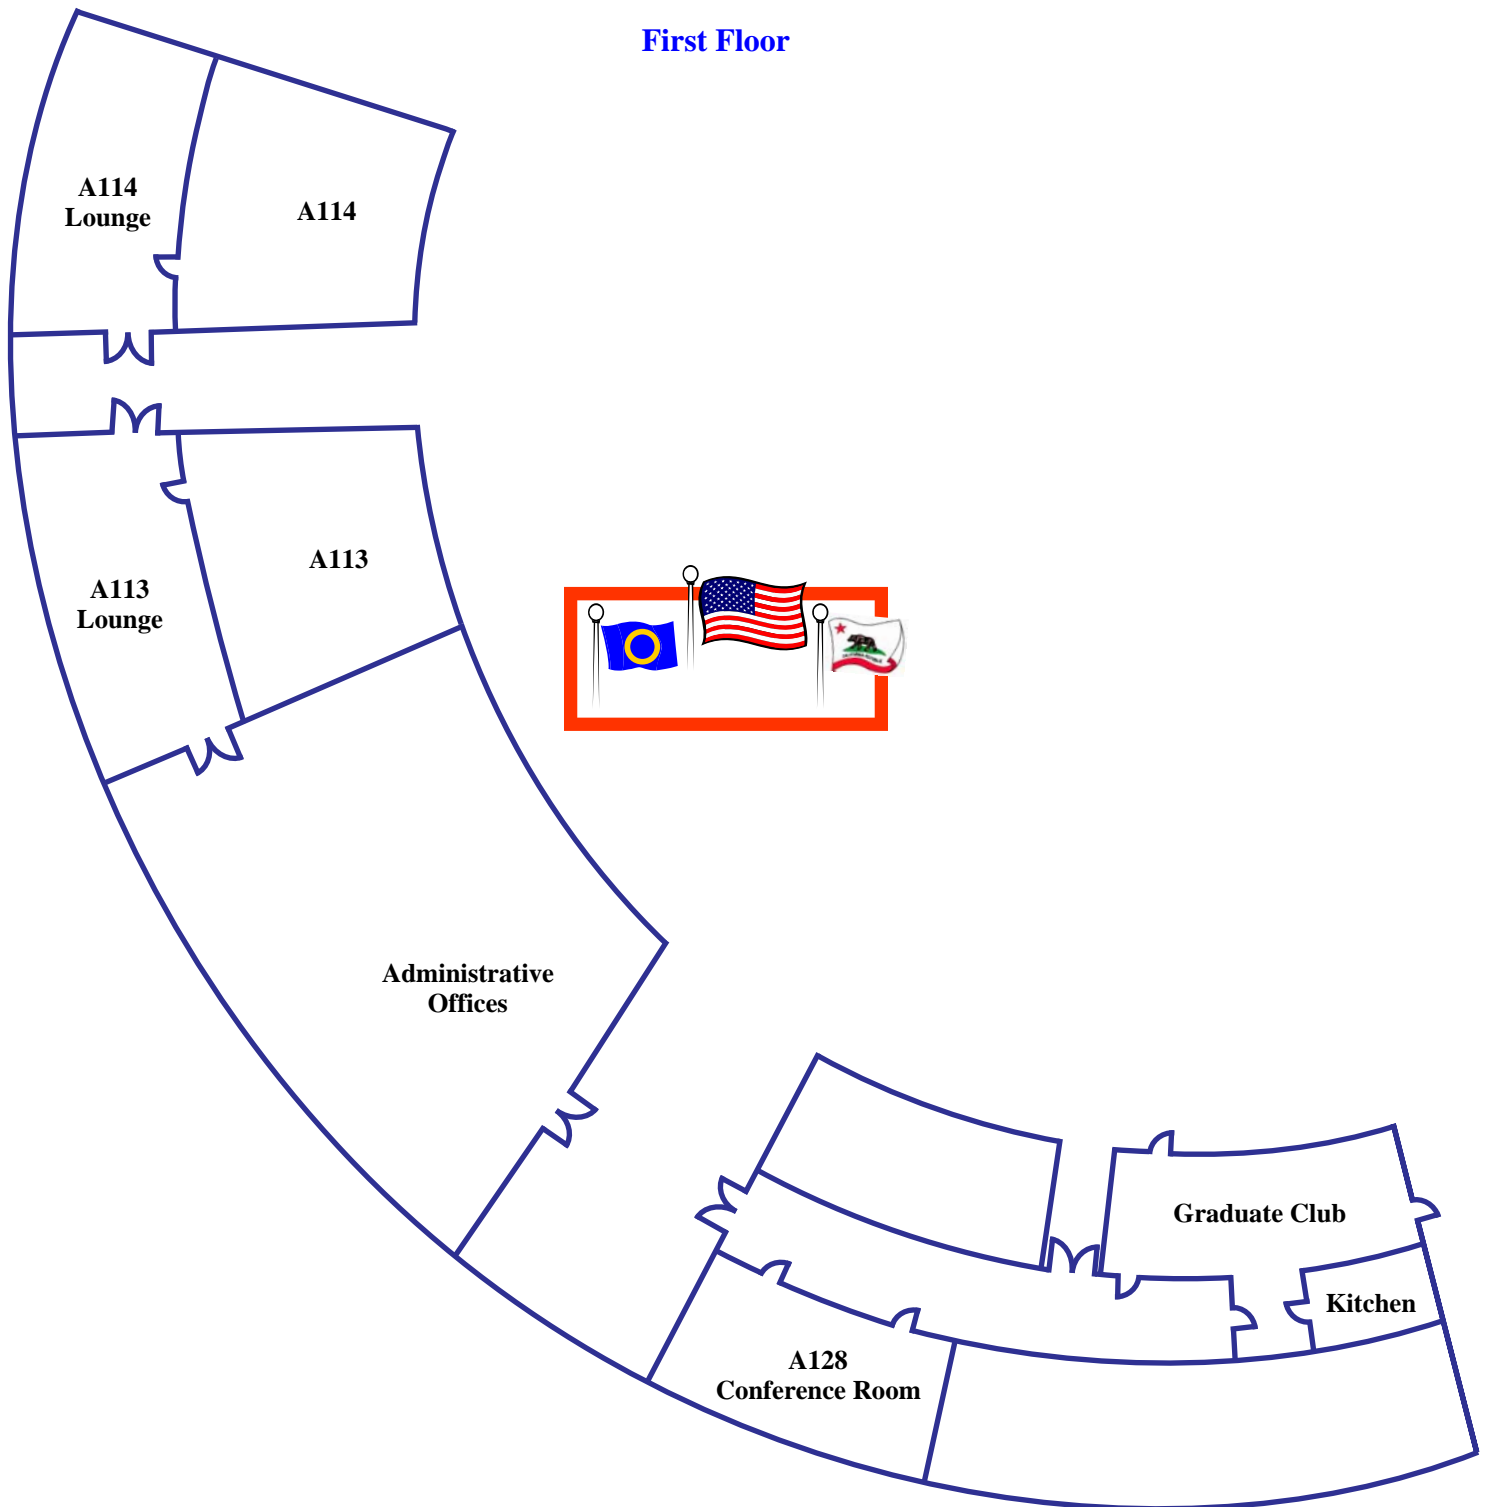 First Floor
A114
Lounge
A114
A113
A113
Lounge
Administrative
Offices
Graduate Club
Kitchen
A128
Conference Room